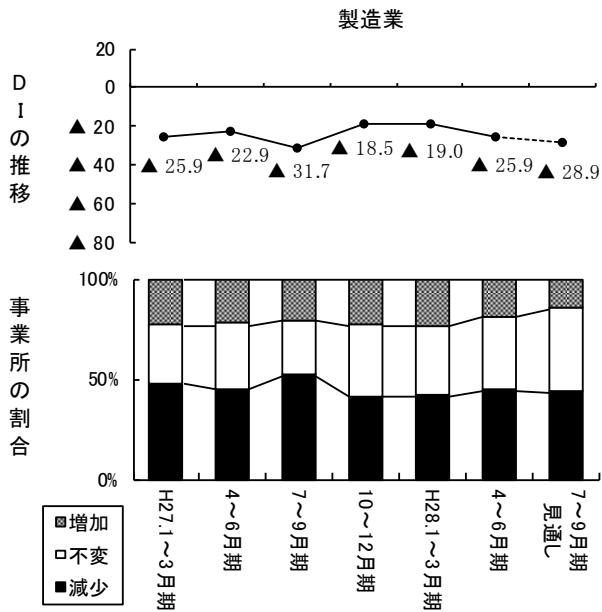 製造業
DIの推移
20
0
▲ 20
▲ 40
▲ 60
▲ 80
▲ 25.9
▲ 22.9
▲ 31.7
▲ 18.5
▲ 19.0
▲ 25.9
▲ 28.9
事業所の割合
100%
50%
0%
H27.1～3月期
4～6月期
7～9月期
10～12月期
H28.1～3月期
4～6月期
7～9月期
見通し
増加
不変
減少